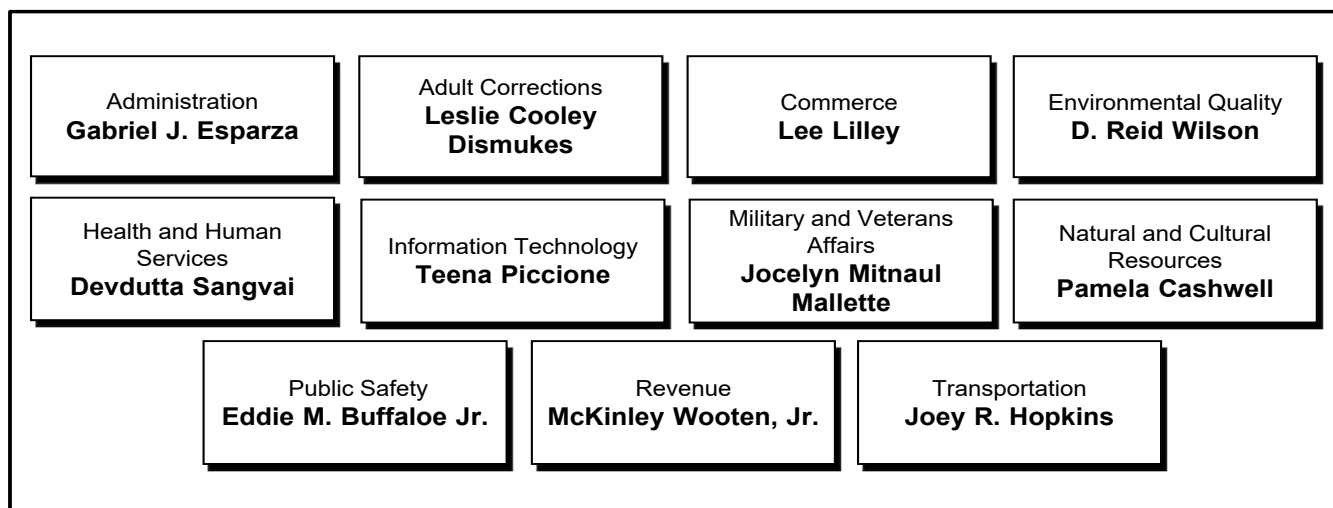 Administration
Gabriel J. Esparza
Adult Corrections
Leslie Cooley
Dismukes
Commerce
Lee Lilley
Environmental Quality
D. Reid Wilson
Health and Human
Services
Devdutta Sangvai
Information Technology
Teena Piccione
Military and Veterans
Affairs
Jocelyn Mitnaul
Mallette
Natural and Cultural
Resources
Pamela Cashwell
Public Safety
Eddie M. Buffaloe Jr.
Revenue
McKinley Wooten, Jr.
Transportation
Joey R. Hopkins